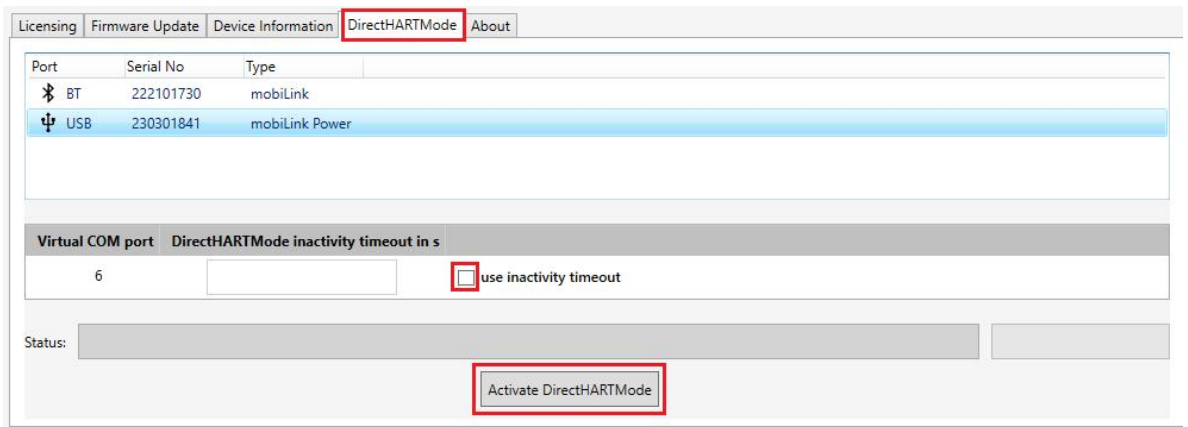 Licensing Firmware Update Device Information DirectHARTMode About
Port Serial No Type
BT 222101730 mobiLink
USB 230301841 mobiLink Power
Virtual COM port DirectHARTMode inactivity timeout in s
6 use inactivity timeout
Status:
Activate DirectHARTMode